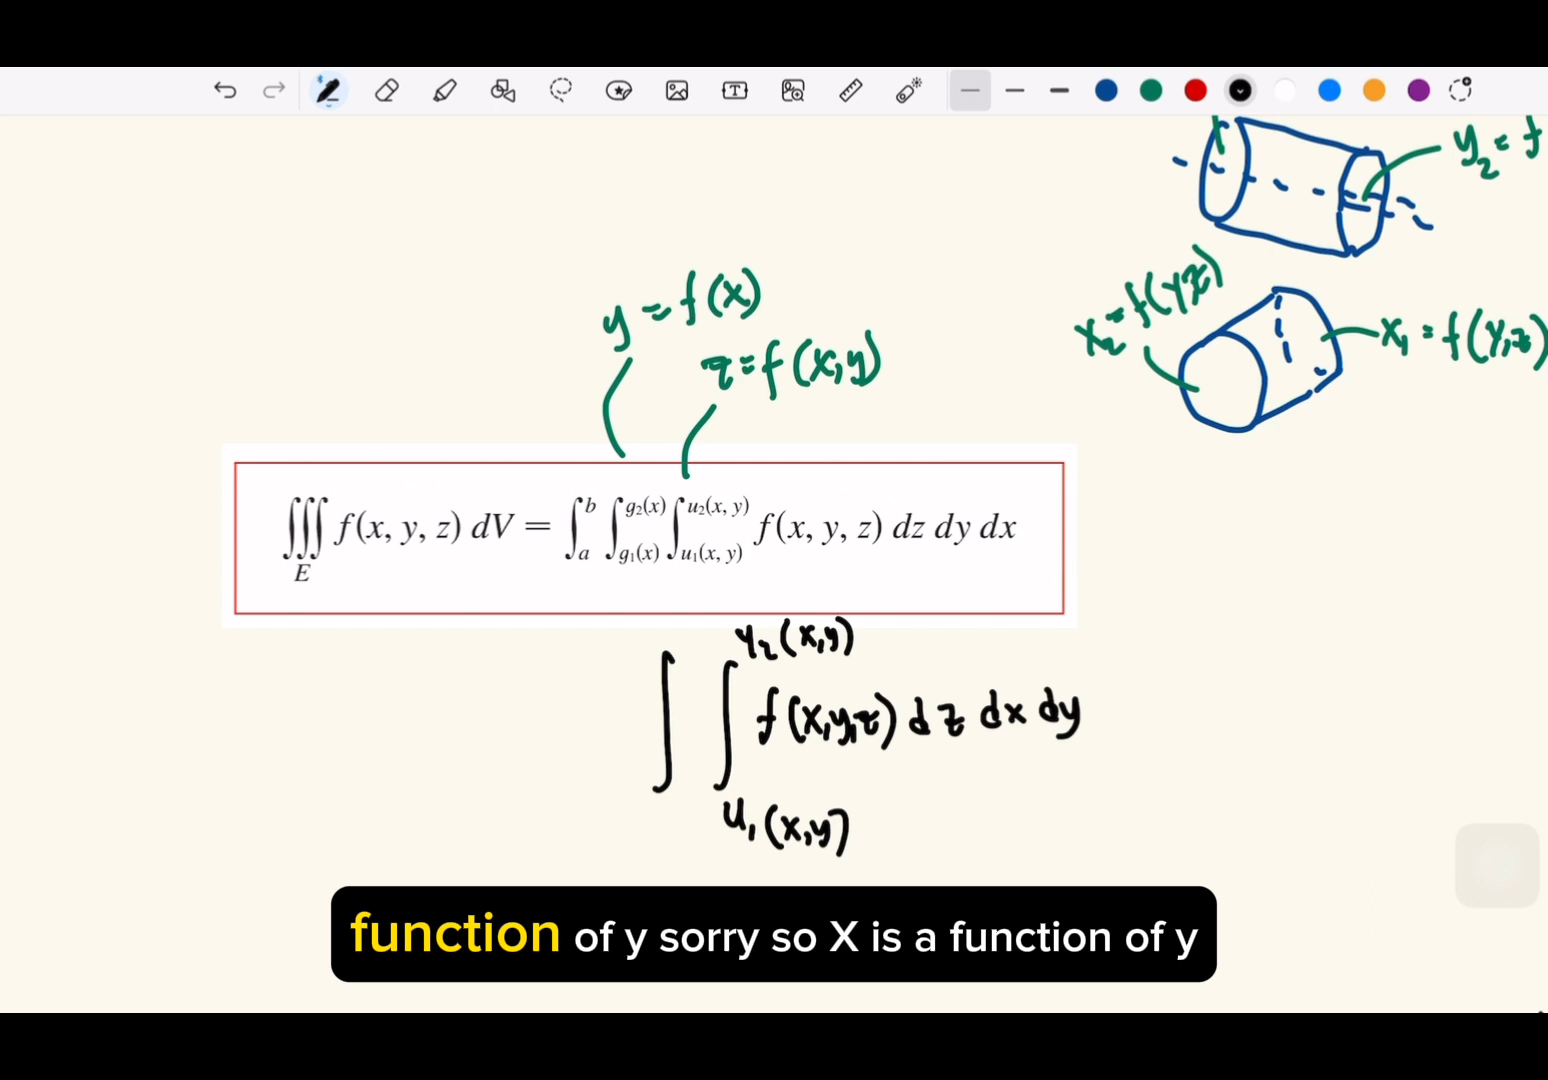 y₂ = f
x₂ = f(y,z)
x₁ = f(y,z)
y = f(x)
z = f(x,y)
∭_E f(x, y, z) dV = ∫_a^b ∫_{g₁(x)}^{g₂(x)} ∫_{u₁(x, y)}^{u₂(x, y)} f(x, y, z) dz dy dx
∫ ∫_{u₁(x,y)}^{y₂(x,y)} f(x,y,z) dz dx dy
function of y sorry so X is a function of y